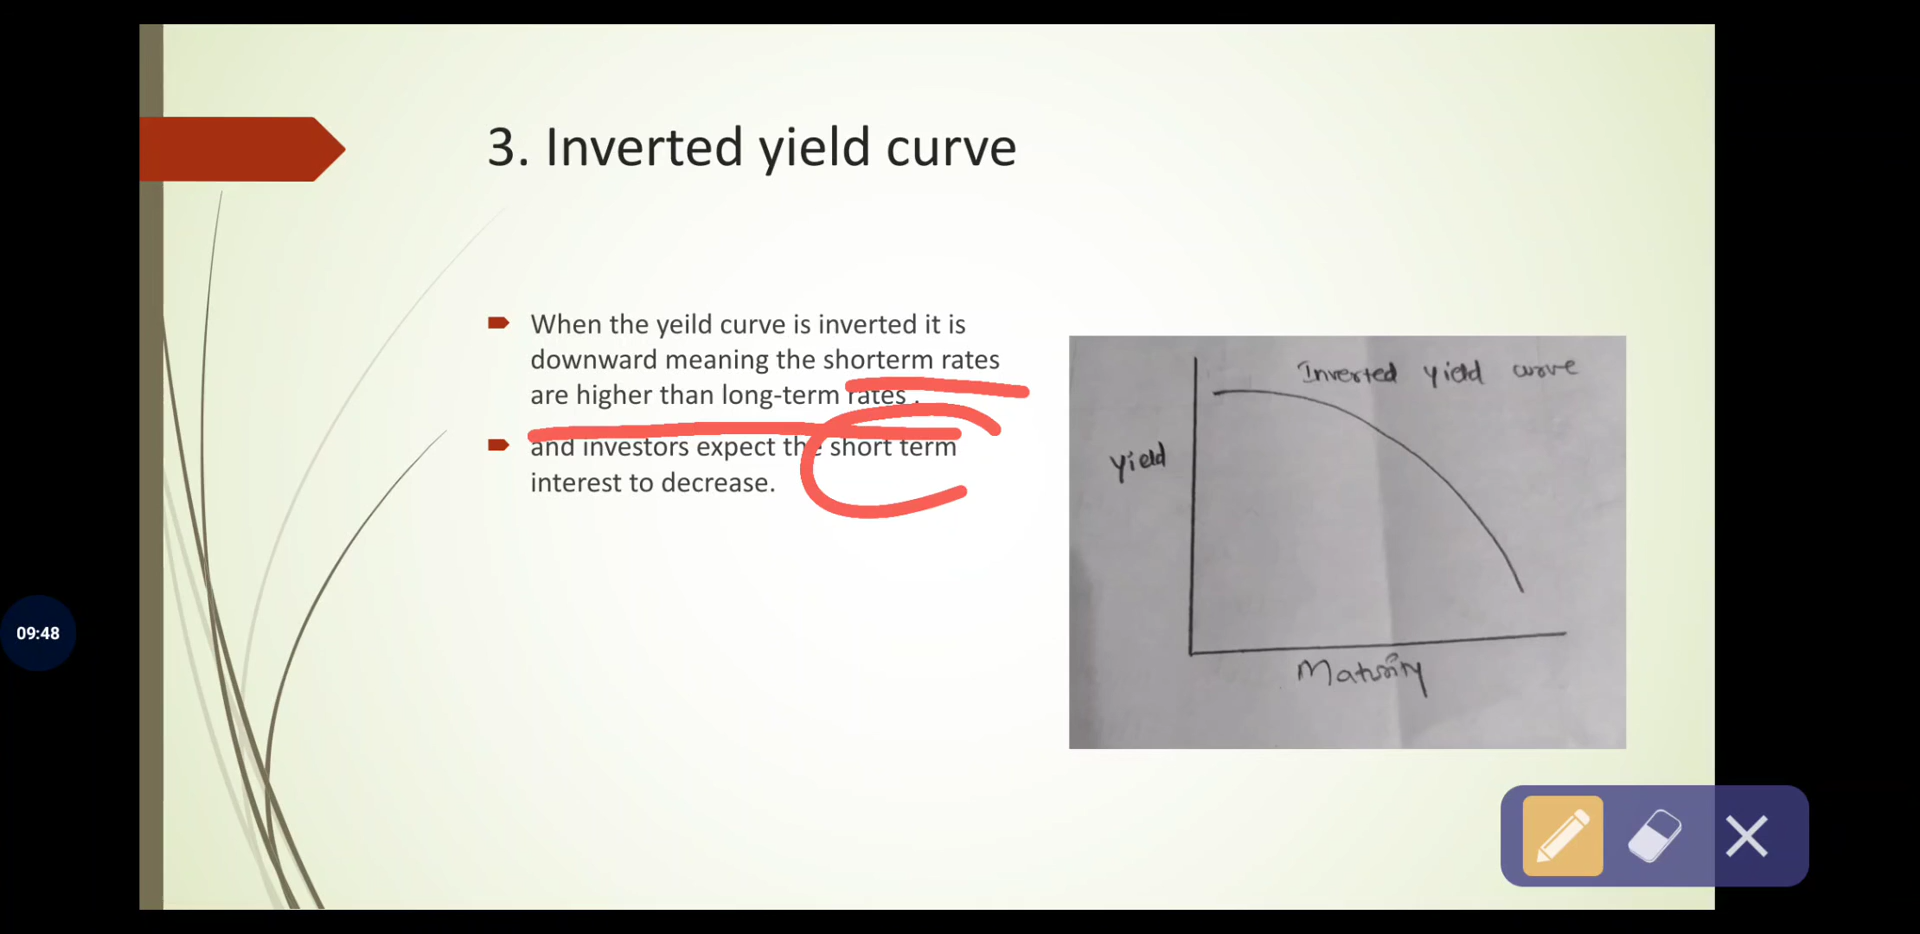 3. Inverted yield curve
When the yeild curve is inverted it is
downward meaning the shorterm rates
are higher than long-term rates .
and investors expect the short term
interest to decrease.
Inverted yield curve
Yield
Maturity
09:48